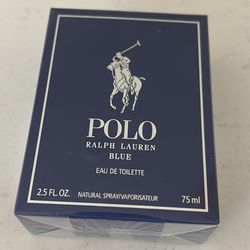 POLO
RALPH LAUREN
BLUE
EAU DE TOILETTE
2.5 FL. OZ. NATURAL SPRAY/VAPORISATEUR 75 ml